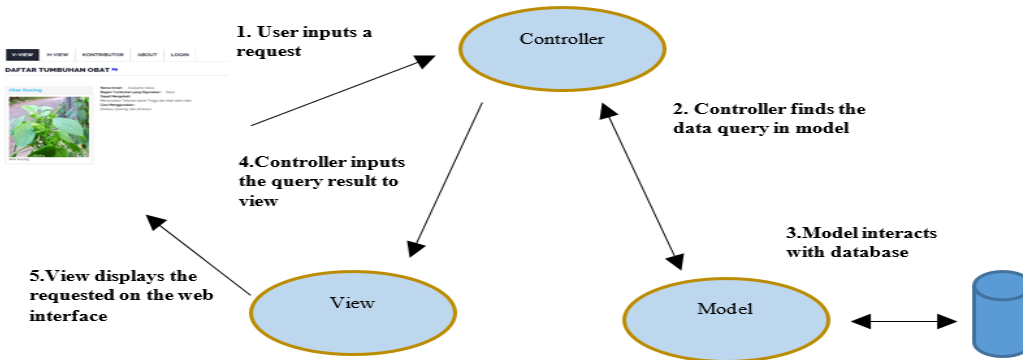 1. User inputs a
request
Controller
V-VIEW H-VIEW KONTRIBUTOR ABOUT LOGIN
DAFTAR TUMBUHAN OBAT
Akar Kucing
2. Controller finds the
data query in model
4.Controller inputs
the query result to
view
3.Model interacts
with database
5.View displays the
requested on the web
interface
View
Model